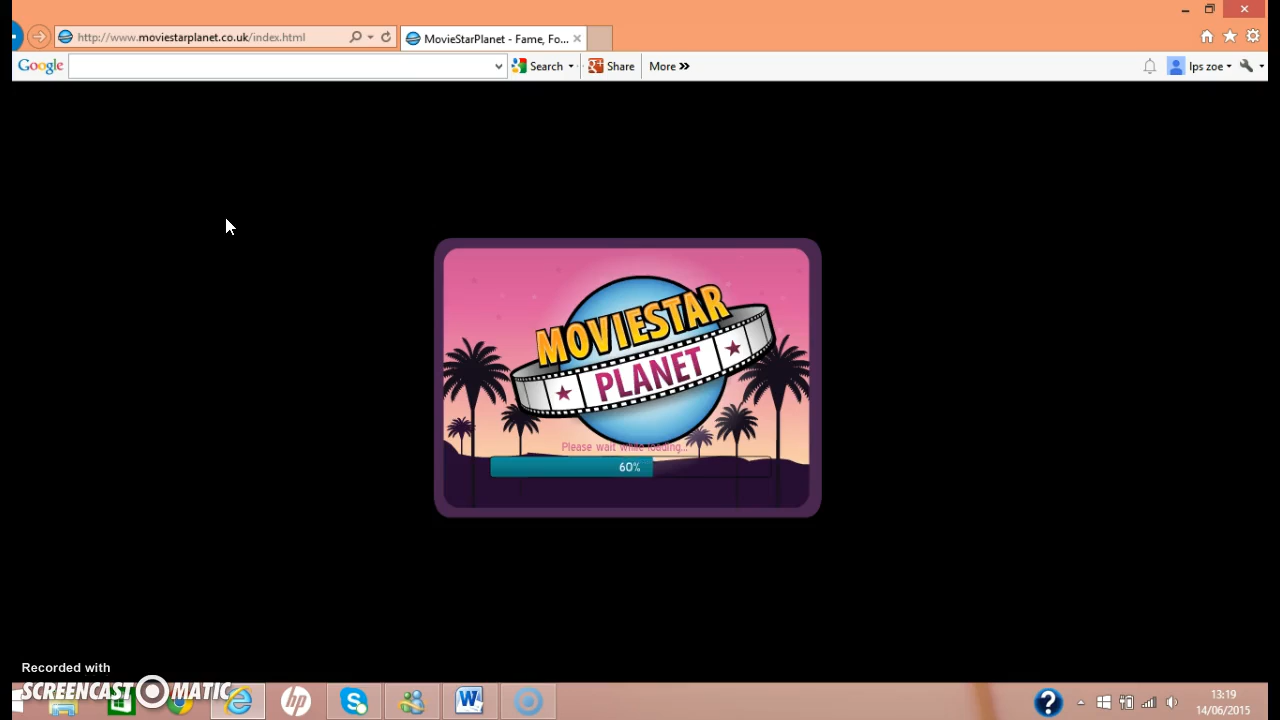 http://www.moviestarplanet.co.uk/index.html
MovieStarPlanet - Fame, Fo...
Google
Search
Share
More »
lps zoe
MOVIESTAR
PLANET
Please wait while loading...
60%
Recorded with
SCREENCAST O MATIC
hp
W
?
13:19
14/06/2015